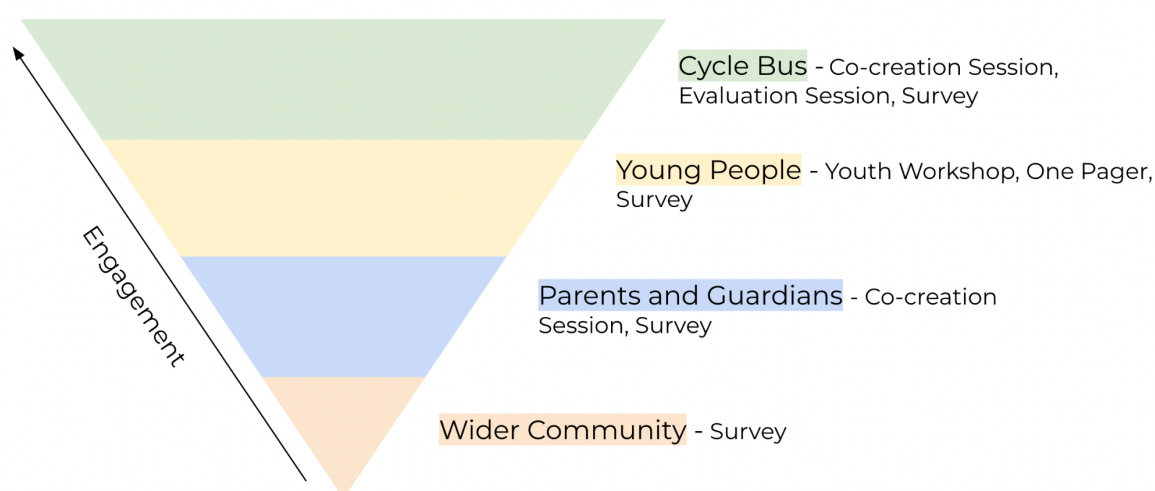 Cycle Bus - Co-creation Session,
Evaluation Session, Survey
Young People - Youth Workshop, One Pager,
Survey
Engagement
Parents and Guardians - Co-creation
Session, Survey
Wider Community - Survey